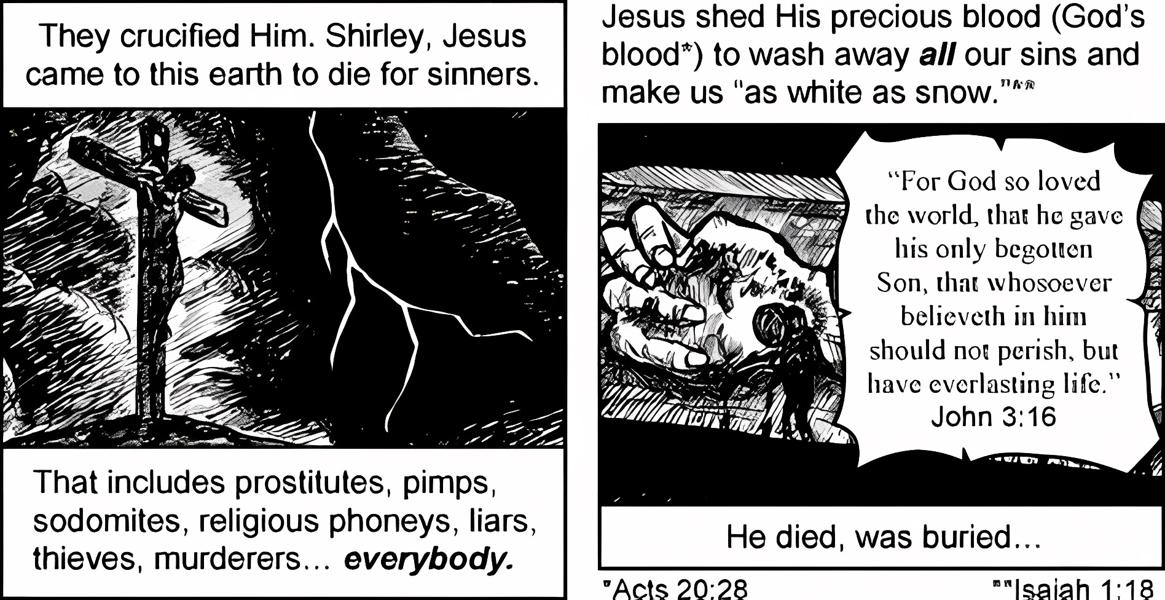 They crucified Him. Shirley, Jesus
came to this earth to die for sinners.
That includes prostitutes, pimps,
sodomites, religious phoneys, liars,
thieves, murderers... everybody.
Jesus shed His precious blood (God's
blood*) to wash away all our sins and
make us "as white as snow."**
"For God so loved
the world, that he gave
his only begotten
Son, that whosoever
believeth in him
should not perish, but
have everlasting life."
John 3:16
He died, was buried...
*Acts 20:28
**Isaiah 1:18